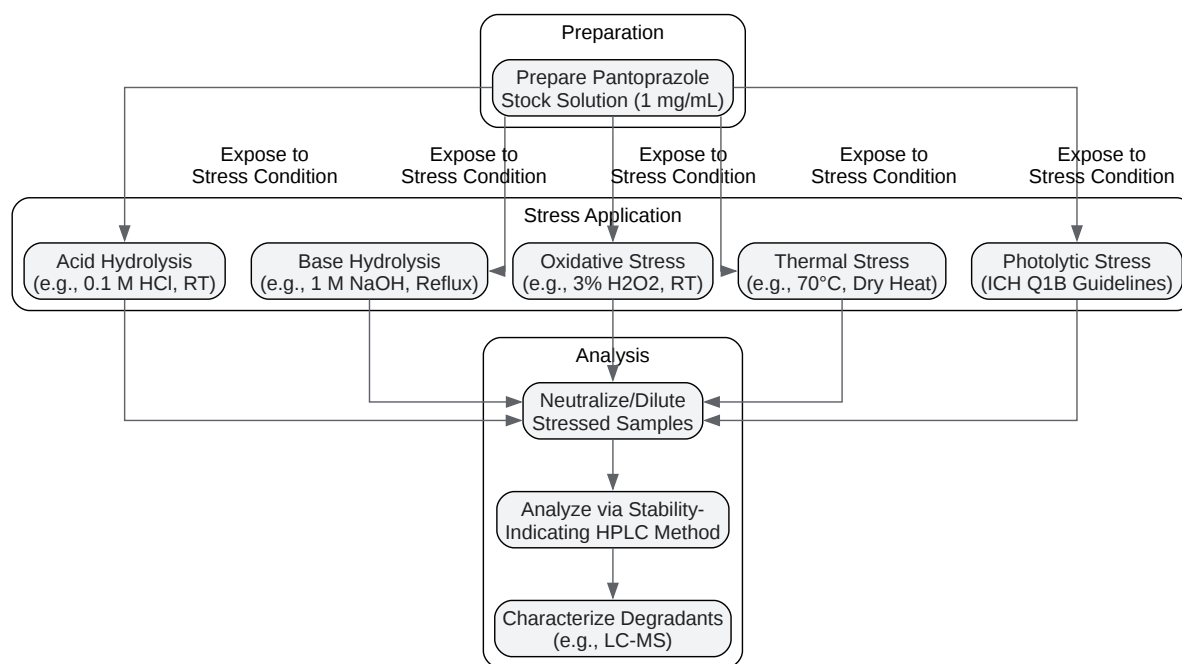 Preparation
Prepare Pantoprazole
Stock Solution (1 mg/mL)
Expose to
Stress Condition
Expose to
Stress Condition
Expose to
Stress Condition
Expose to
Stress Condition
Expose to
Stress Condition
Stress Application
Acid Hydrolysis
(e.g., 0.1 M HCl, RT)
Base Hydrolysis
(e.g., 1 M NaOH, Reflux)
Oxidative Stress
(e.g., 3% H2O2, RT)
Thermal Stress
(e.g., 70°C, Dry Heat)
Photolytic Stress
(ICH Q1B Guidelines)
Analysis
Neutralize/Dilute
Stressed Samples
Analyze via Stability-
Indicating HPLC Method
Characterize Degradants
(e.g., LC-MS)